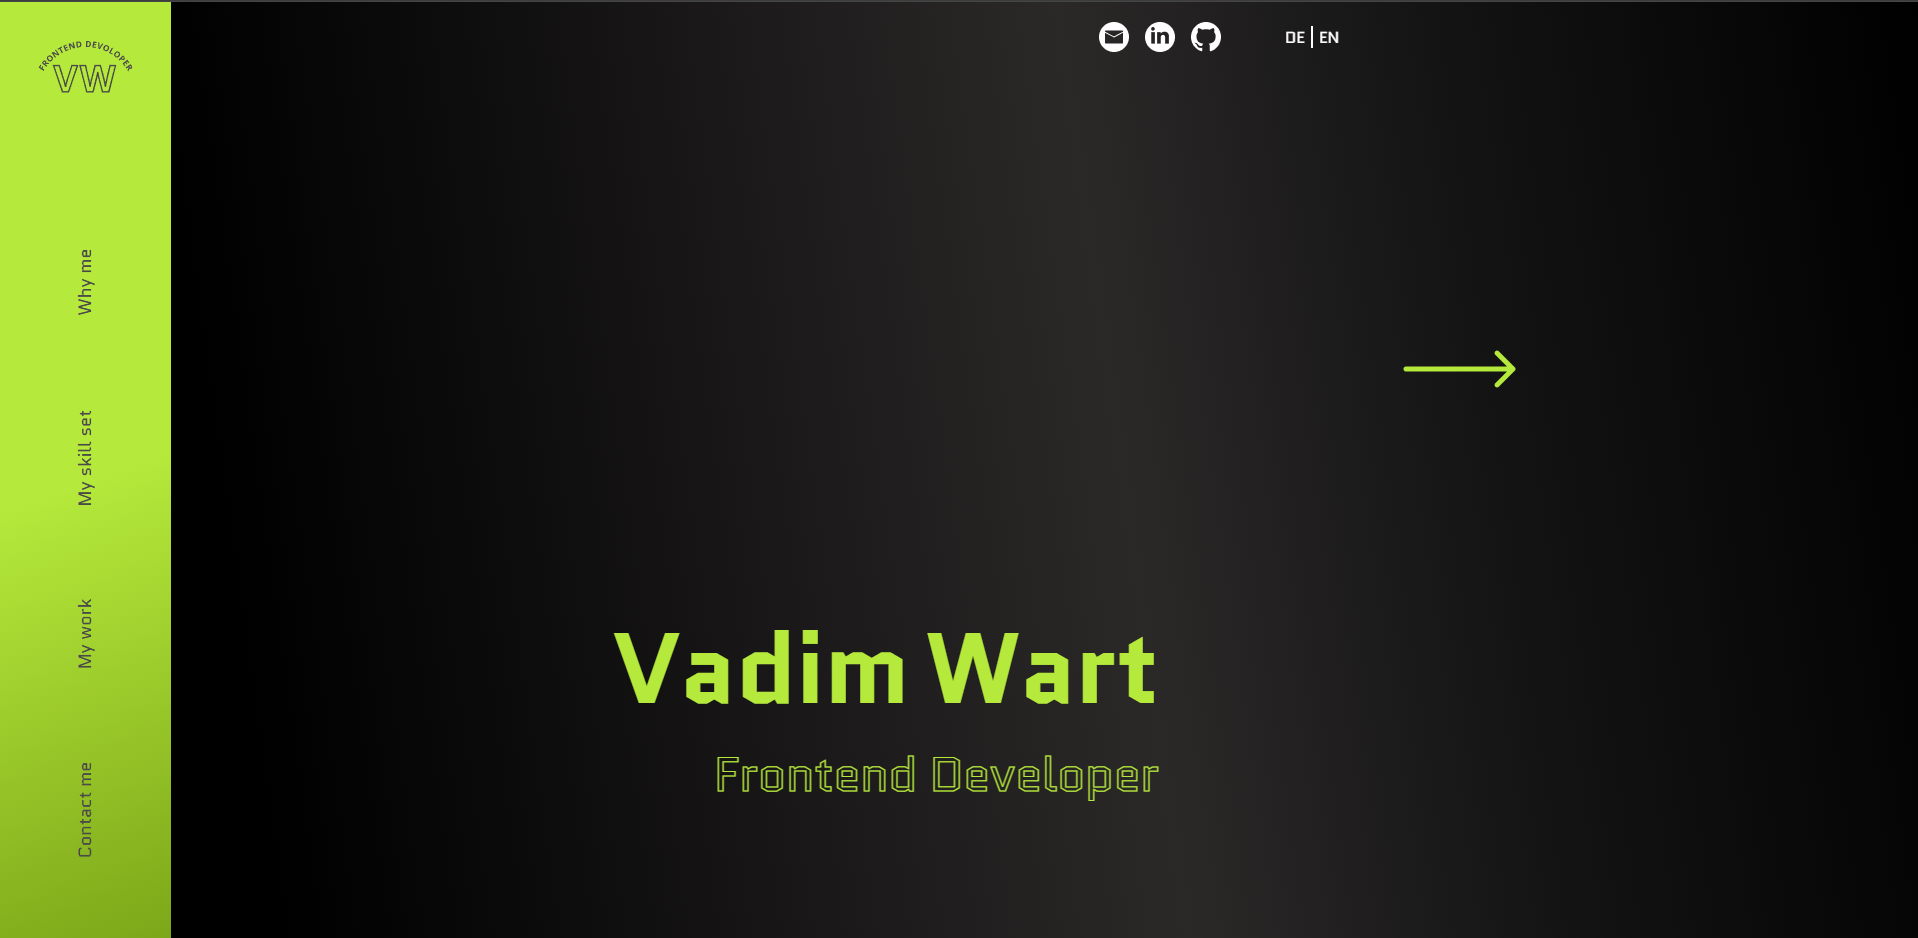 FRONTEND DEVOLOPER
VW
DE | EN
Why me
My skill set
My work
Contact me
Vadim Wart
Frontend Developer